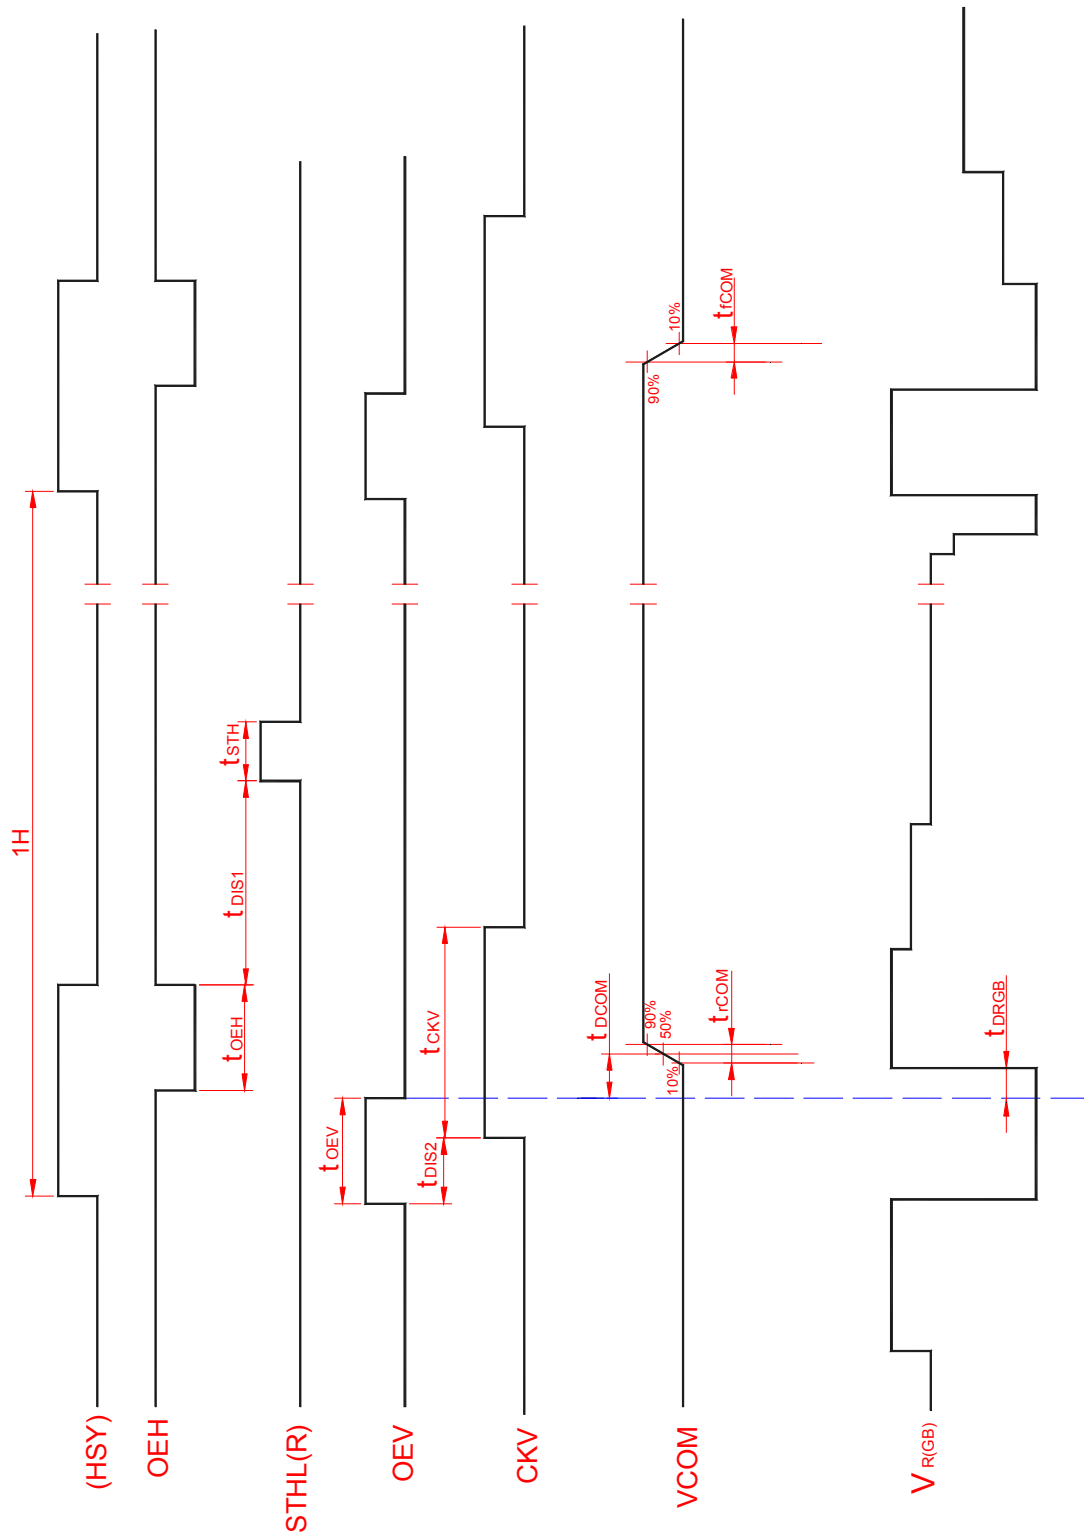 (HSY)
1H
OEH
tOEH
tDIS1
tSTH
STHL(R)
OEV
tOEV
tDIS2
tCKV
CKV
VCOM
tDCOM
10%
50%
90%
trCOM
90%
10%
tfCOM
VR(GB)
tDRGB